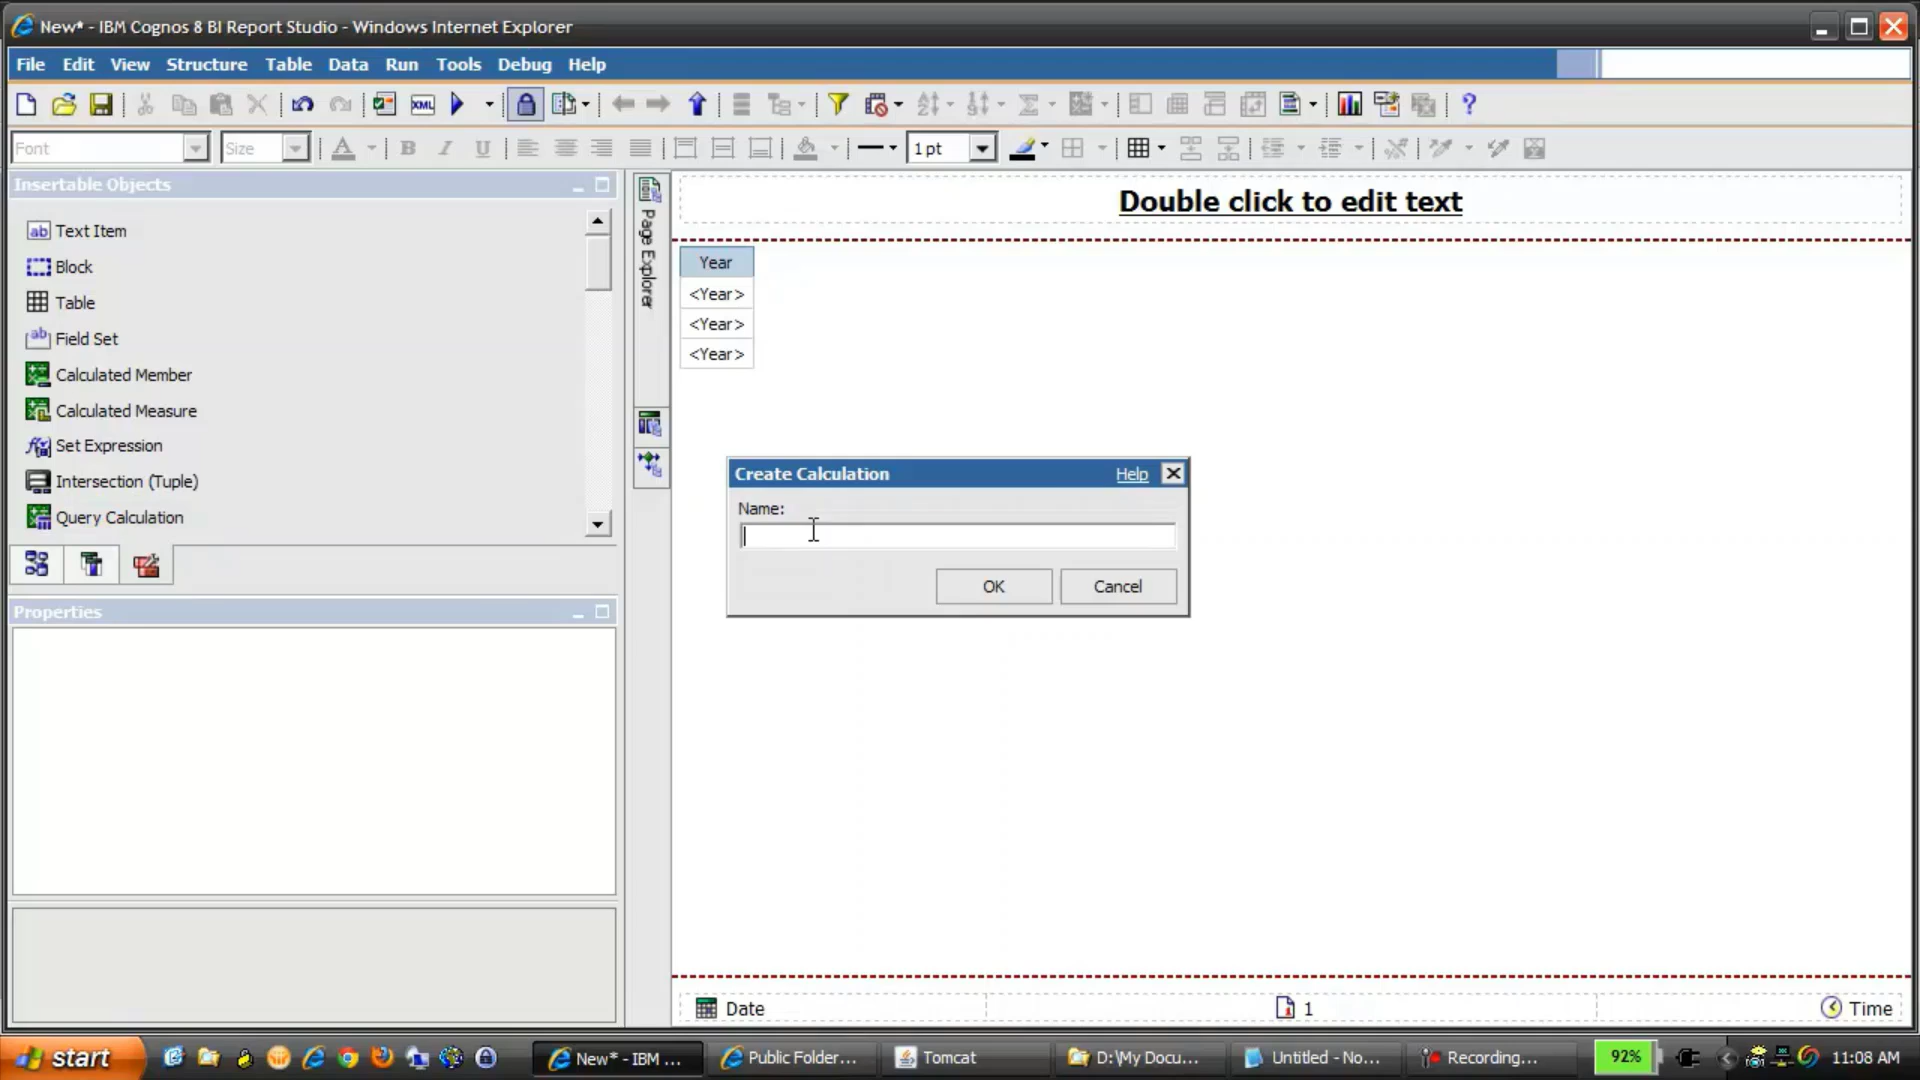 New* - IBM Cognos 8 BI Report Studio - Windows Internet Explorer
File Edit View Structure Table Data Run Tools Debug Help
XML
Font Size A B I U 1 pt
Insertable Objects
Double click to edit text
ab Text Item
Block
Table
ab Field Set
Calculated Member
Calculated Measure
Set Expression
Intersection (Tuple)
Query Calculation
Page Explorer
Year
<Year>
<Year>
<Year>
Create Calculation Help
Name:
OK Cancel
Properties
Date 1 Time
start New* - IBM ... Public Folder... Tomcat D:\My Docu... Untitled - No... Recording... 92% 11:08 AM